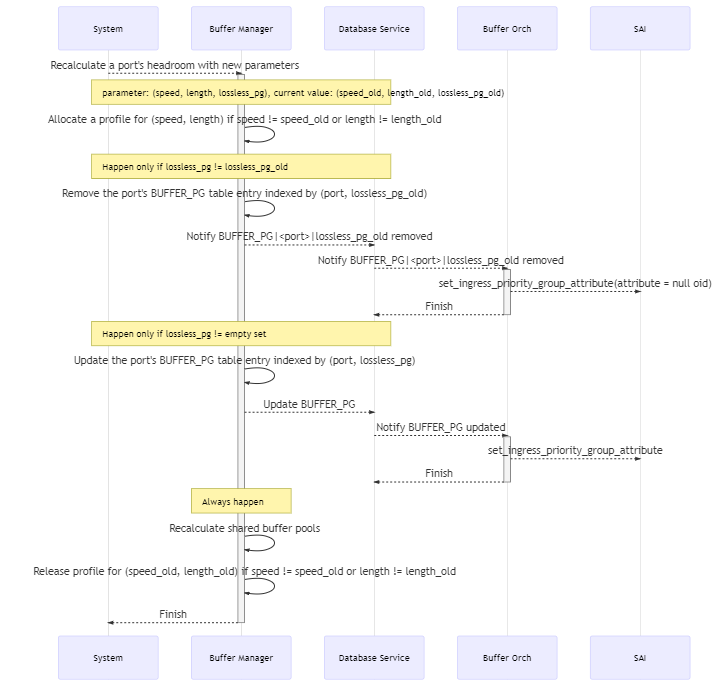 System Buffer Manager Database Service Buffer Orch SAI
Recalculate a port's headroom with new parameters
parameter: (speed, length, lossless_pg), current value: (speed_old, length_old, lossless_pg_old)
Allocate a profile for (speed, length) if speed != speed_old or length != length_old
Happen only if lossless_pg != lossless_pg_old
Remove the port's BUFFER_PG table entry indexed by (port, lossless_pg_old)
Notify BUFFER_PG|<port>|lossless_pg_old removed
Notify BUFFER_PG|<port>|lossless_pg_old removed
set_ingress_priority_group_attribute(attribute = null oid)
Finish
Happen only if lossless_pg != empty set
Update the port's BUFFER_PG table entry indexed by (port, lossless_pg)
Update BUFFER_PG
Notify BUFFER_PG updated
set_ingress_priority_group_attribute
Finish
Always happen
Recalculate shared buffer pools
Release profile for (speed_old, length_old) if speed != speed_old or length != length_old
Finish
System Buffer Manager Database Service Buffer Orch SAI